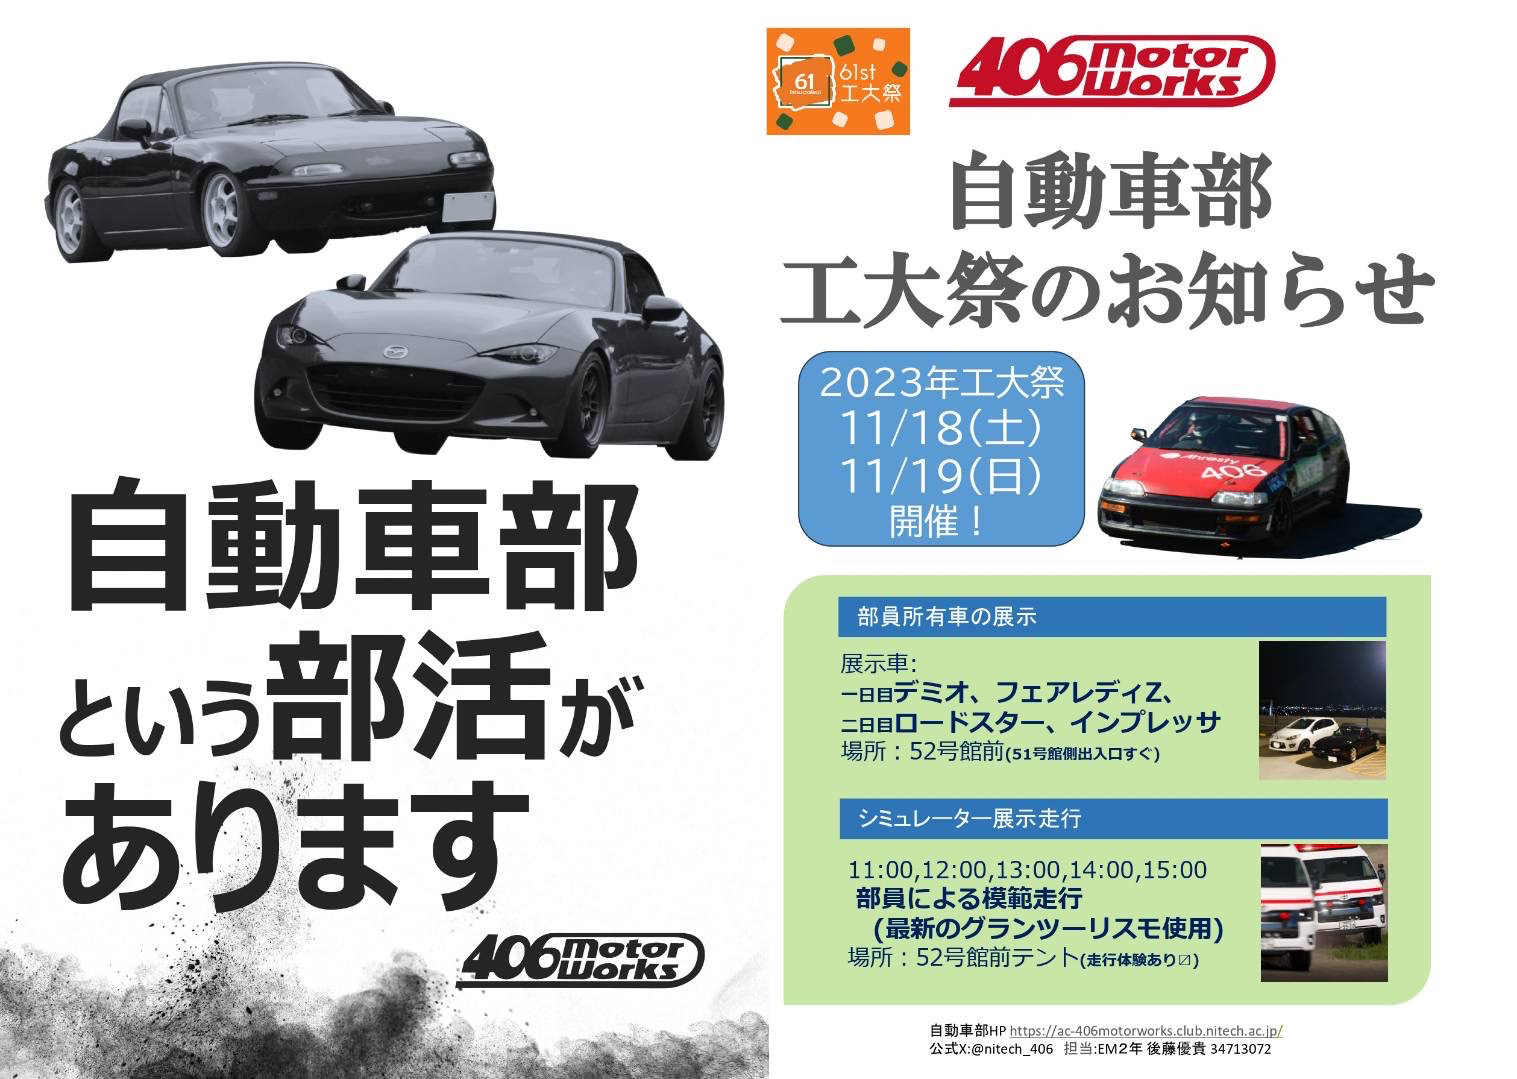 自動車部
という部活が
あります
406 Motor Works
61
koudaisai
61st
工大祭
406 Motor Works
自動車部
工大祭のお知らせ
2023年工大祭
11/18(土)
11/19(日)
開催！
Ahresty
406
部員所有車の展示
展示車:
一日目デミオ、フェアレディZ、
二日目ロードスター、インプレッサ
場所：52号館前(51号館側出入口すぐ)
シミュレーター展示走行
11:00,12:00,13:00,14:00,15:00
部員による模範走行
(最新のグランツーリスモ使用)
場所：52号館前テント(走行体験あり〼)
自動車部HP https://ac-406motorworks.club.nitech.ac.jp/
公式X:@nitech_406 担当:EM２年 後藤優貴 34713072